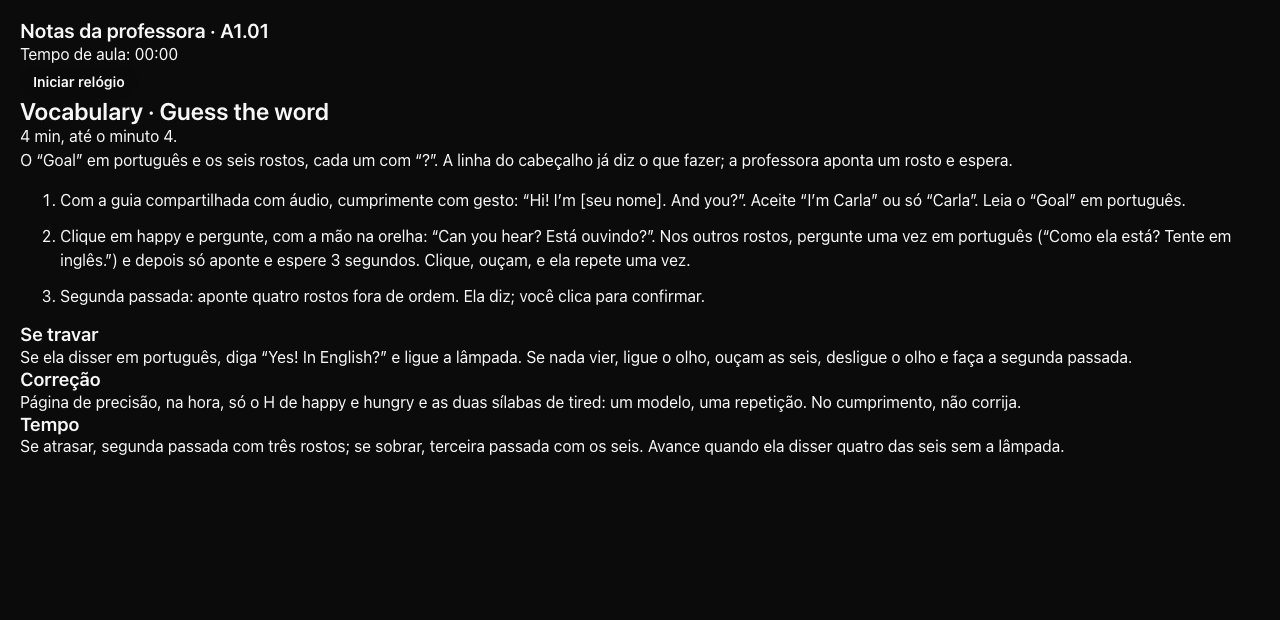 Notas da professora · A1.01
Tempo de aula: 00:00
Iniciar relógio
Vocabulary · Guess the word
4 min, até o minuto 4.
O “Goal” em português e os seis rostos, cada um com “?”. A linha do cabeçalho já diz o que fazer; a professora aponta um rosto e espera.
1. Com a guia compartilhada com áudio, cumprimente com gesto: “Hi! I’m [seu nome]. And you?”. Aceite “I’m Carla” ou só “Carla”. Leia o “Goal” em português.
2. Clique em happy e pergunte, com a mão na orelha: “Can you hear? Está ouvindo?”. Nos outros rostos, pergunte uma vez em português (“Como ela está? Tente em
inglês.”) e depois só aponte e espere 3 segundos. Clique, ouçam, e ela repete uma vez.
3. Segunda passada: aponte quatro rostos fora de ordem. Ela diz; você clica para confirmar.
Se travar
Se ela disser em português, diga “Yes! In English?” e ligue a lâmpada. Se nada vier, ligue o olho, ouçam as seis, desligue o olho e faça a segunda passada.
Correção
Página de precisão, na hora, só o H de happy e hungry e as duas sílabas de tired: um modelo, uma repetição. No cumprimento, não corrija.
Tempo
Se atrasar, segunda passada com três rostos; se sobrar, terceira passada com os seis. Avance quando ela disser quatro das seis sem a lâmpada.